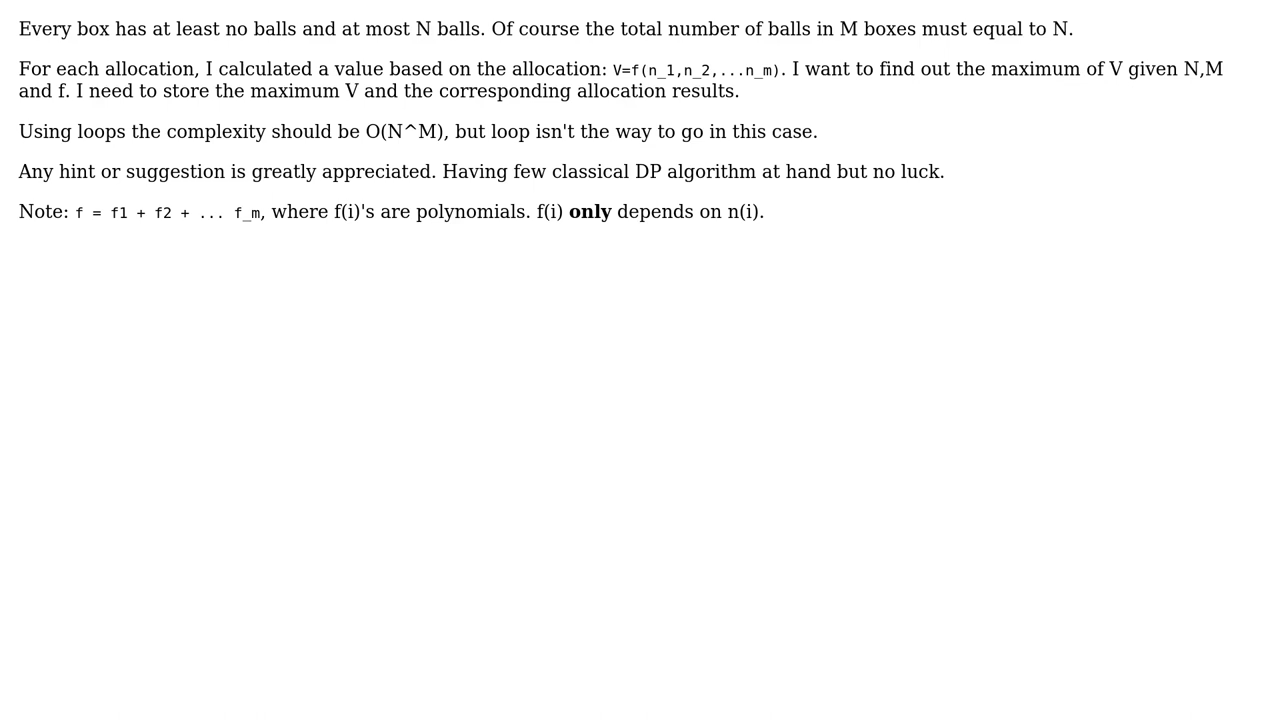 Every box has at least no balls and at most N balls. Of course the total number of balls in M boxes must equal to N.
For each allocation, I calculated a value based on the allocation: V=f(n_1,n_2,...n_m). I want to find out the maximum of V given N,M
and f. I need to store the maximum V and the corresponding allocation results.
Using loops the complexity should be O(N^M), but loop isn't the way to go in this case.
Any hint or suggestion is greatly appreciated. Having few classical DP algorithm at hand but no luck.
Note: f = f1 + f2 + ... f_m, where f(i)'s are polynomials. f(i) only depends on n(i).